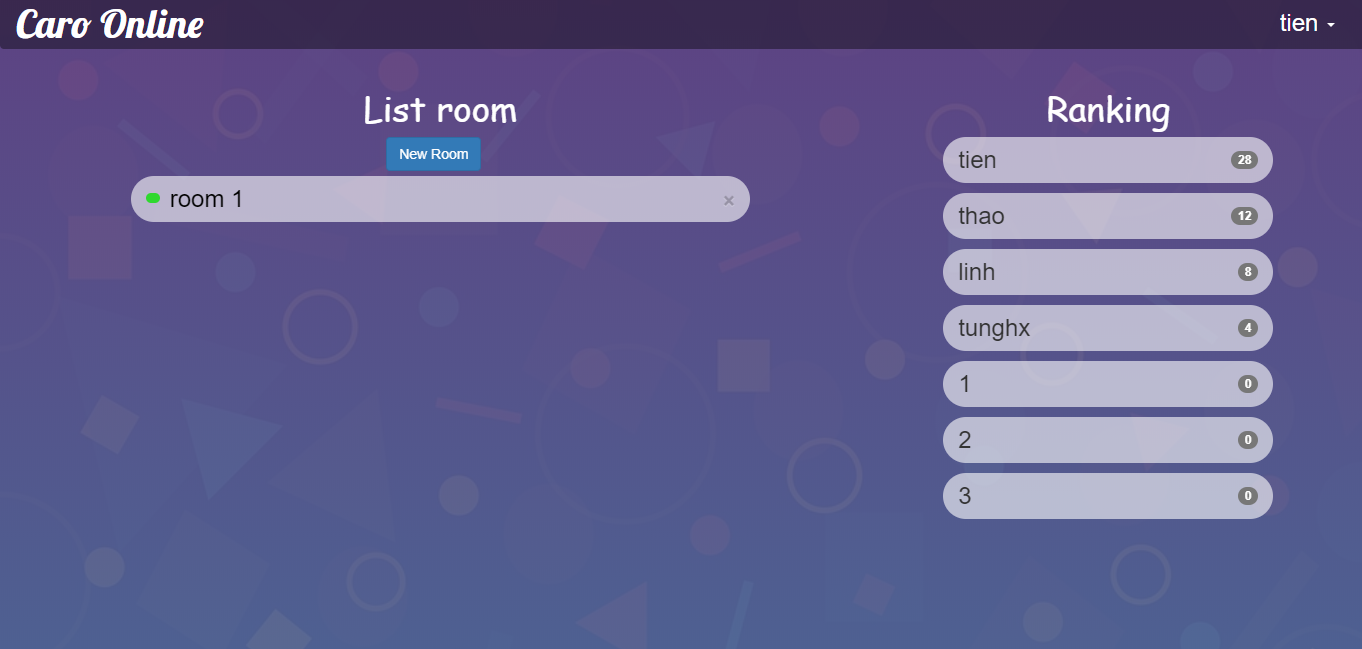 Caro Online
tien
List room
New Room
room 1 ×
Ranking
tien 28
thao 12
linh 8
tunghx 4
1 0
2 0
3 0